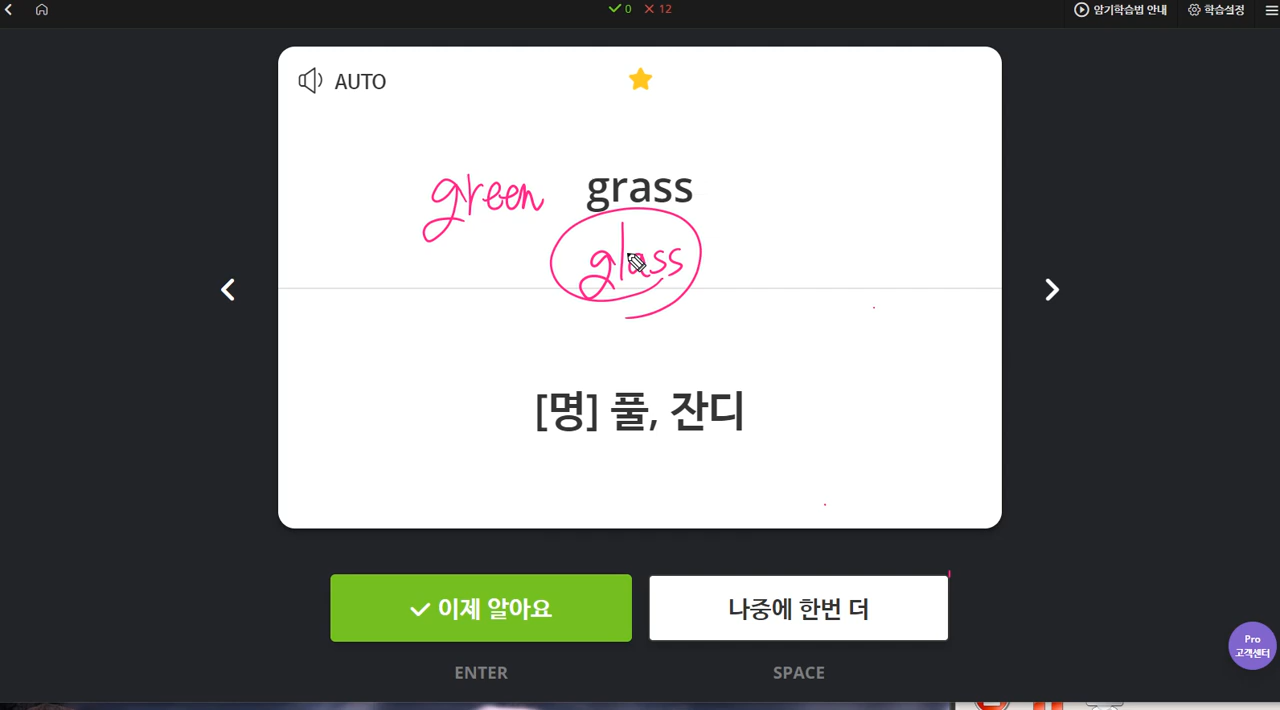 0 12 암기학습법 안내 학습설정
AUTO
green grass
glass
[명] 풀, 잔디
이제 알아요 나중에 한번 더
Pro
고객센터
ENTER SPACE